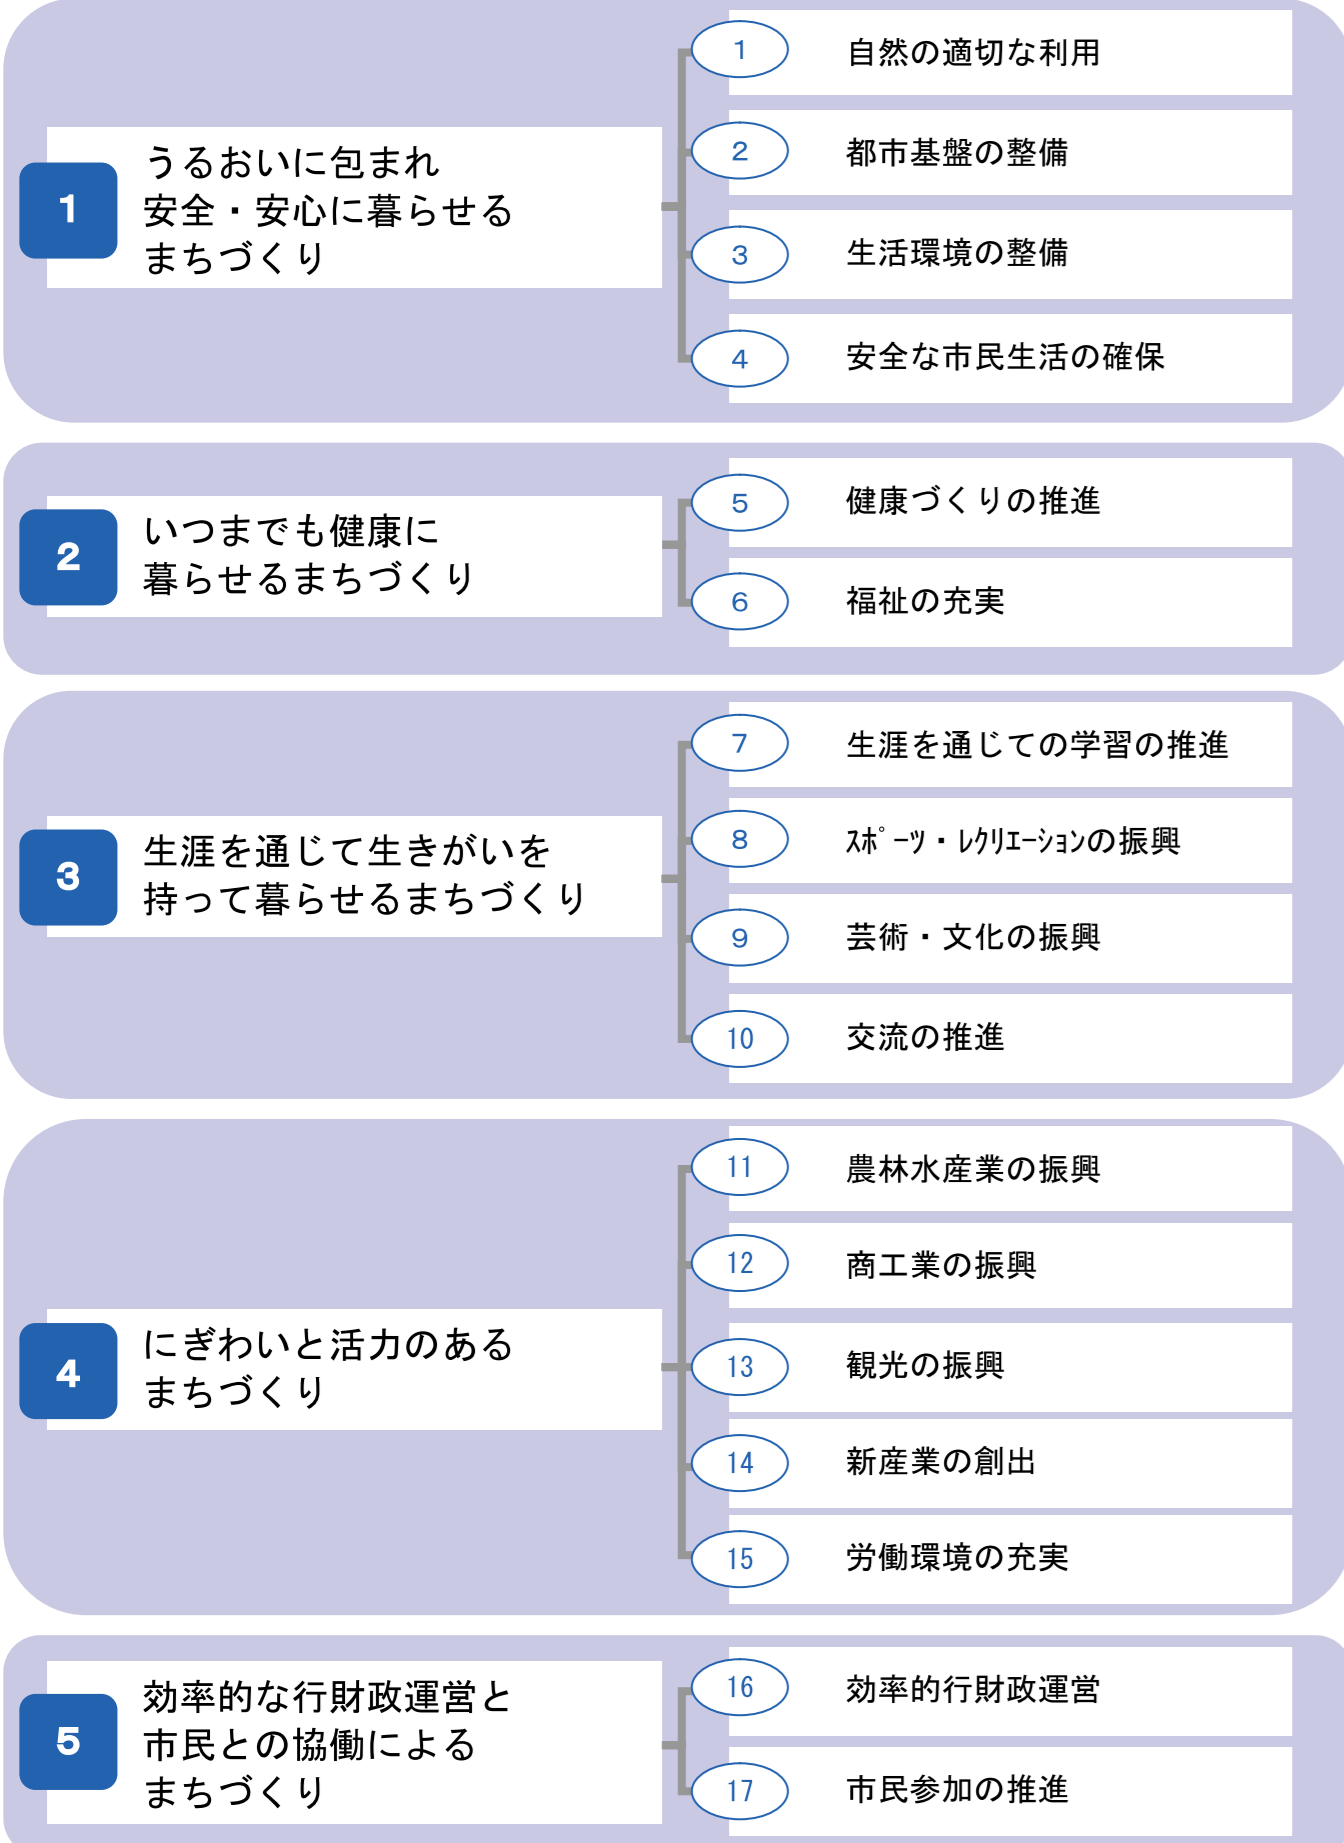 1
うるおいに包まれ
安全・安心に暮らせる
まちづくり
1 自然の適切な利用
2 都市基盤の整備
3 生活環境の整備
4 安全な市民生活の確保
2
いつまでも健康に
暮らせるまちづくり
5 健康づくりの推進
6 福祉の充実
3
生涯を通じて生きがいを
持って暮らせるまちづくり
7 生涯を通じての学習の推進
8 ｽﾎﾟｰﾂ・ﾚｸﾘｴｰｼｮﾝの振興
9 芸術・文化の振興
10 交流の推進
4
にぎわいと活力のある
まちづくり
11 農林水産業の振興
12 商工業の振興
13 観光の振興
14 新産業の創出
15 労働環境の充実
5
効率的な行財政運営と
市民との協働による
まちづくり
16 効率的行財政運営
17 市民参加の推進